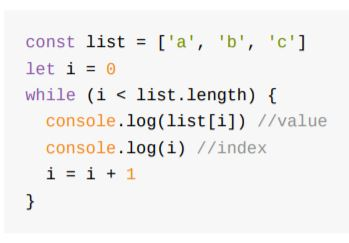 const list = ['a', 'b', 'c']
let i = 0
while (i < list.length) {
  console.log(list[i]) //value
  console.log(i) //index
  i = i + 1
}